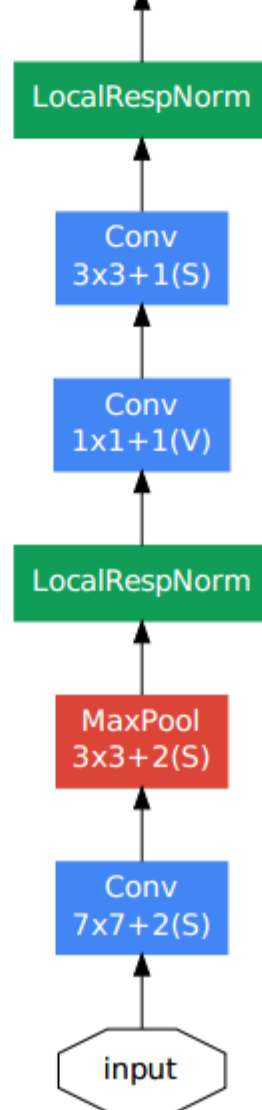 LocalRespNorm
Conv
3x3+1(S)
Conv
1x1+1(V)
LocalRespNorm
MaxPool
3x3+2(S)
Conv
7x7+2(S)
input